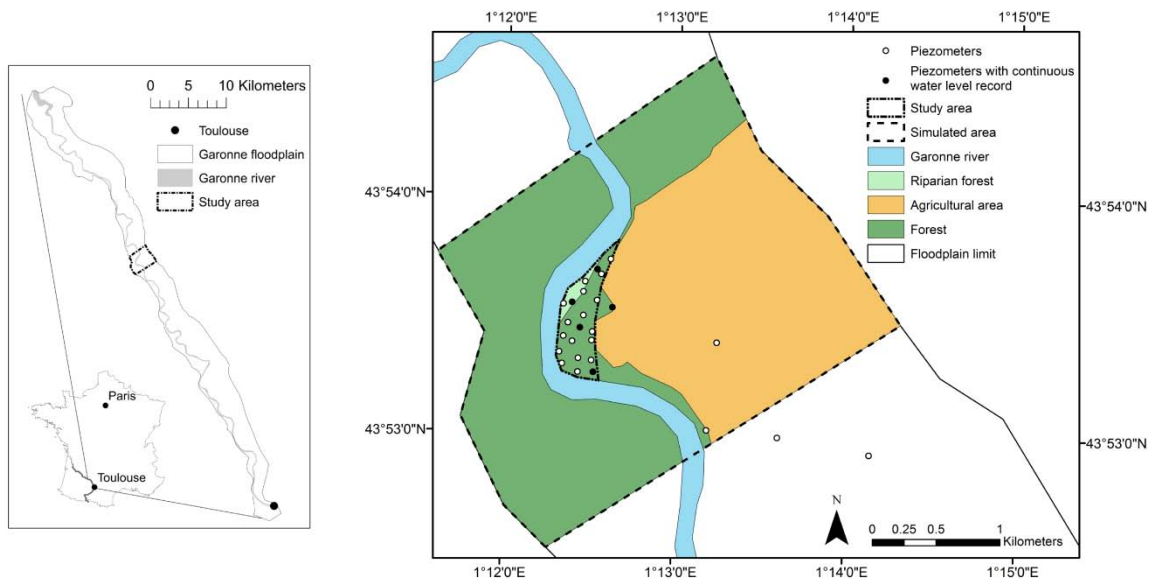 0 5 10 Kilometers
Toulouse
Garonne floodplain
Garonne river
Study area
Paris
Toulouse
1°12'0"E 1°13'0"E 1°14'0"E 1°15'0"E
Piezometers
Piezometers with continuous
water level record
Study area
Simulated area
Garonne river
Riparian forest
Agricultural area
Forest
Floodplain limit
43°54'0"N 43°54'0"N
43°53'0"N 43°53'0"N
N
0 0.25 0.5 1
Kilometers
1°12'0"E 1°13'0"E 1°14'0"E 1°15'0"E